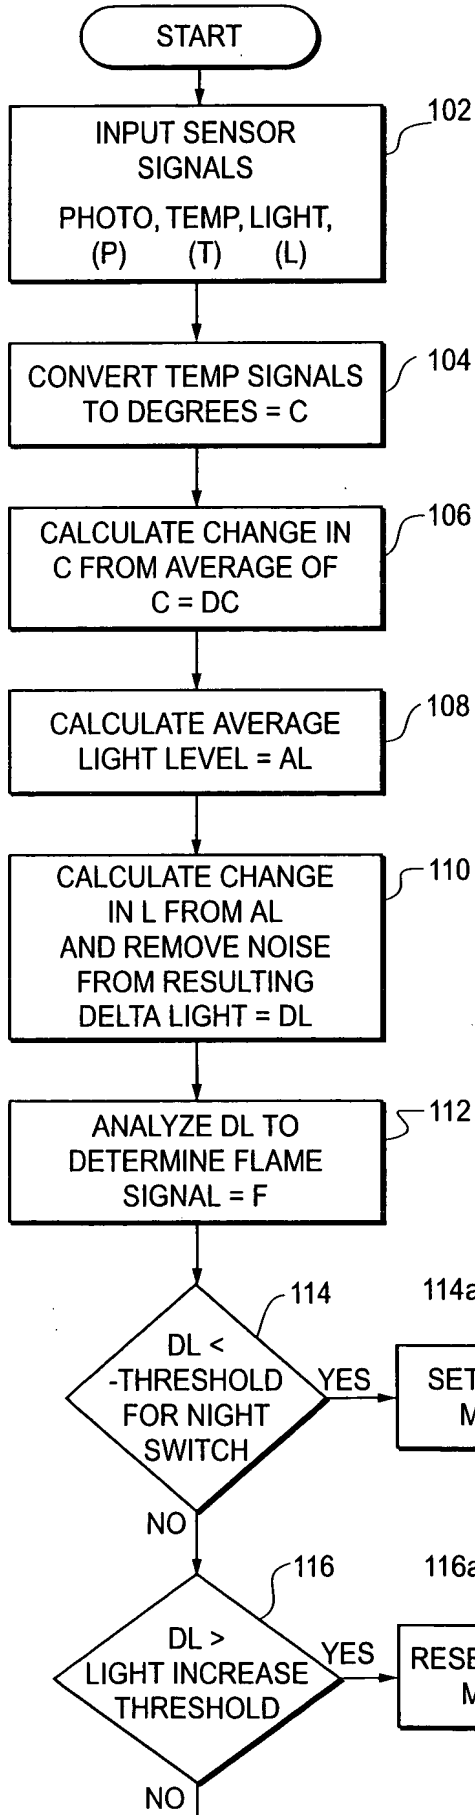 START
102
INPUT SENSOR
SIGNALS
PHOTO, TEMP, LIGHT,
(P) (T) (L)
104
CONVERT TEMP SIGNALS
TO DEGREES = C
106
CALCULATE CHANGE IN
C FROM AVERAGE OF
C = DC
108
CALCULATE AVERAGE
LIGHT LEVEL = AL
110
CALCULATE CHANGE
IN L FROM AL
AND REMOVE NOISE
FROM RESULTING
DELTA LIGHT = DL
112
ANALYZE DL TO
DETERMINE FLAME
SIGNAL = F
114
114a
DL <
-THRESHOLD
FOR NIGHT
SWITCH
YES
SET
NO
116
116a
DL >
LIGHT INCREASE
THRESHOLD
YES
NO